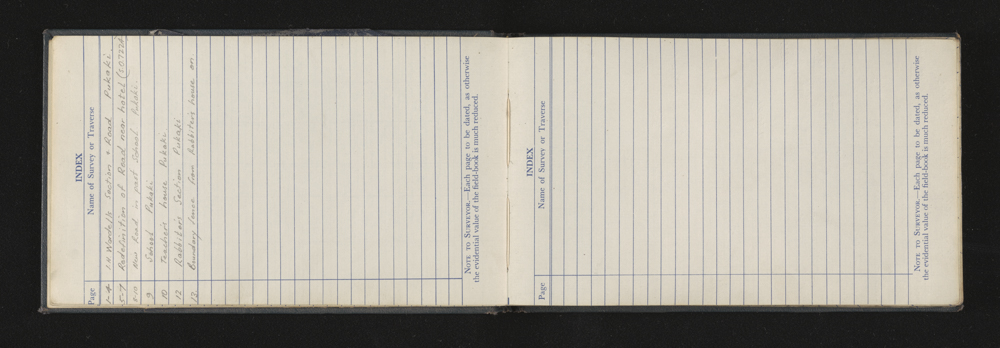 INDEX
Page Name of Survey or Traverse
1-4 Wardell's Section & Road Pukaki.
5-7 Redefinition of Road near hotel (SO7224
8-10 New Road in past School Pukaki.
9 School Pukaki
10 Teacher's house Pukaki
12 Rabbiters Section Pukaki
13 Boundary fence from Rabbiters house on.
NOTE TO SURVEYOR.—Each page to be dated, as otherwise
the evidential value of the field-book is much reduced.
INDEX
Page Name of Survey or Traverse
NOTE TO SURVEYOR.—Each page to be dated, as otherwise
the evidential value of the field-book is much reduced.